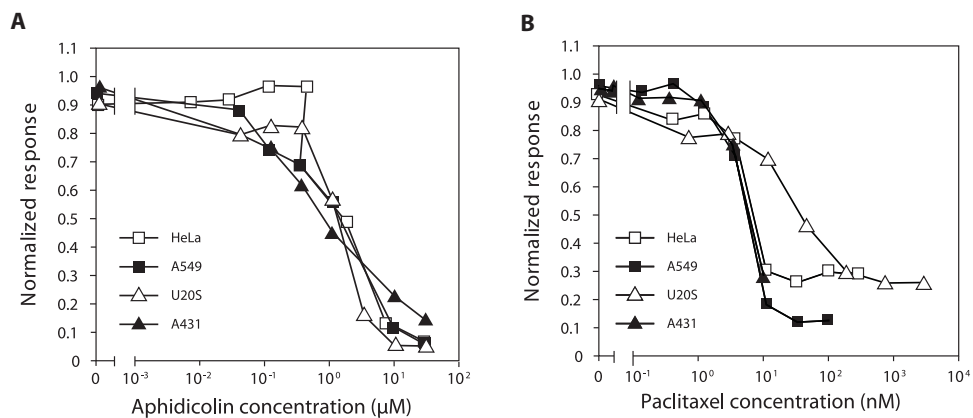 A
Normalized response
1.1
1.0
0.9
0.8
0.7
0.6
0.5
0.4
0.3
0.2
0.1
0
HeLa
A549
U20S
A431
0 10⁻³ 10⁻¹ 10⁰ 10¹ 10²
Aphidicolin concentration (µM)
B
Normalized response
1.1
1.0
0.9
0.8
0.7
0.6
0.5
0.4
0.3
0.2
0.1
0
HeLa
A549
U20S
A431
0 10⁻¹ 10⁰ 10¹ 10² 10³ 10⁴
Paclitaxel concentration (nM)